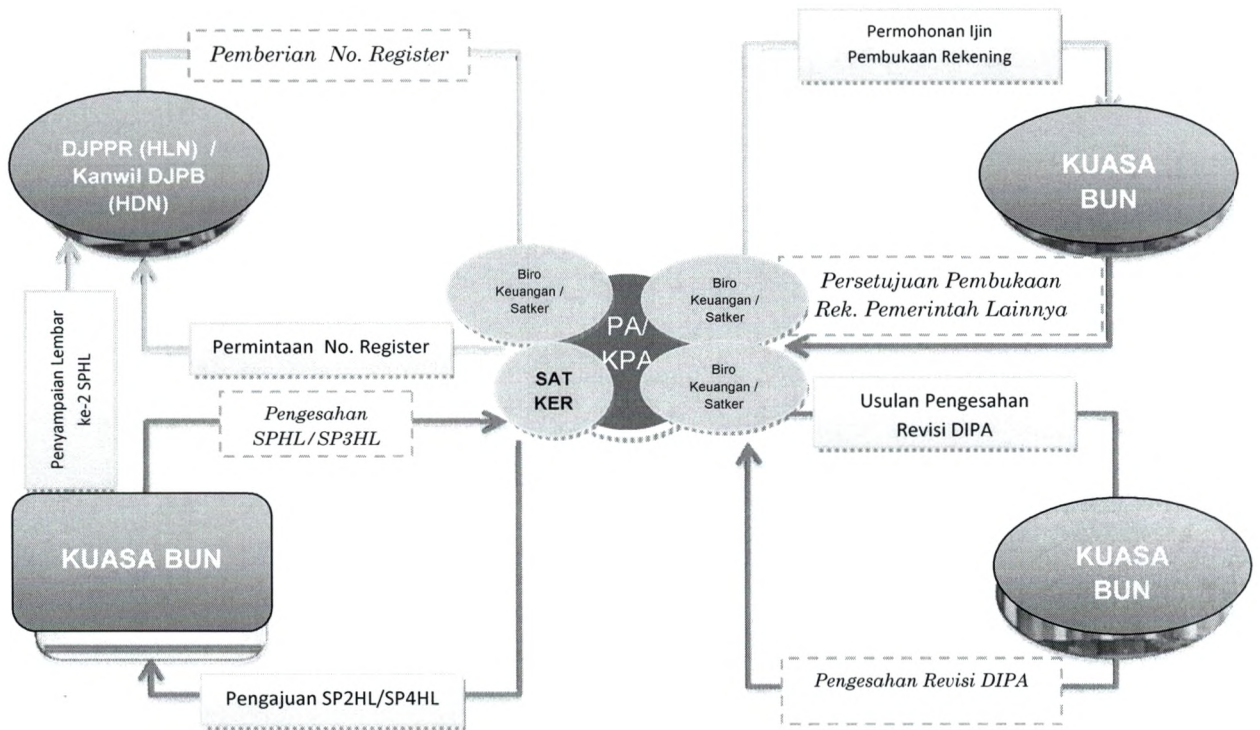 Pemberian No. Register
Permohonan Ijin
Pembukaan Rekening
DJPPR (HLN) /
Kanwil DJPB
(HDN)
KUASA
BUN
Biro
Keuangan /
Satker
Biro
Keuangan /
Satker
PA/
KPA
Persetujuan Pembukaan
Rek. Pemerintah Lainnya
Penyampaian Lembar
ke-2 SPHL
Permintaan No. Register
SAT
KER
Biro
Keuangan /
Satker
Pengesahan
SPHL/SP3HL
Usulan Pengesahan
Revisi DIPA
KUASA BUN
KUASA
BUN
Pengajuan SP2HL/SP4HL
Pengesahan Revisi DIPA